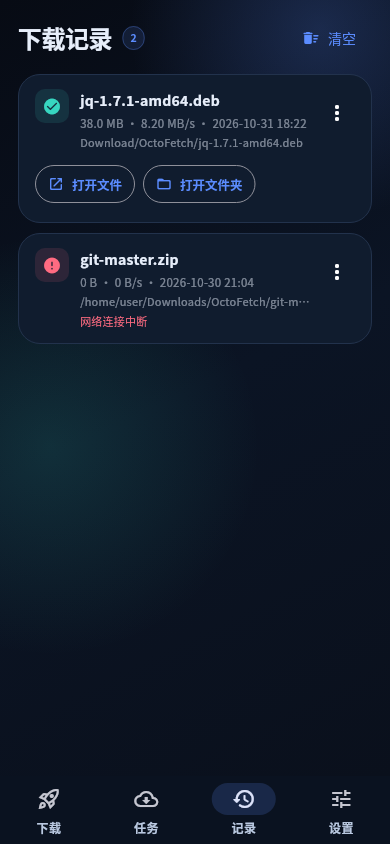 下载记录 2 清空
jq-1.7.1-amd64.deb
38.0 MB • 8.20 MB/s • 2026-10-31 18:22
Download/OctoFetch/jq-1.7.1-amd64.deb
打开文件 打开文件夹
git-master.zip
0 B • 0 B/s • 2026-10-30 21:04
/home/user/Downloads/OctoFetch/git-m…
网络连接中断
下载 任务 记录 设置